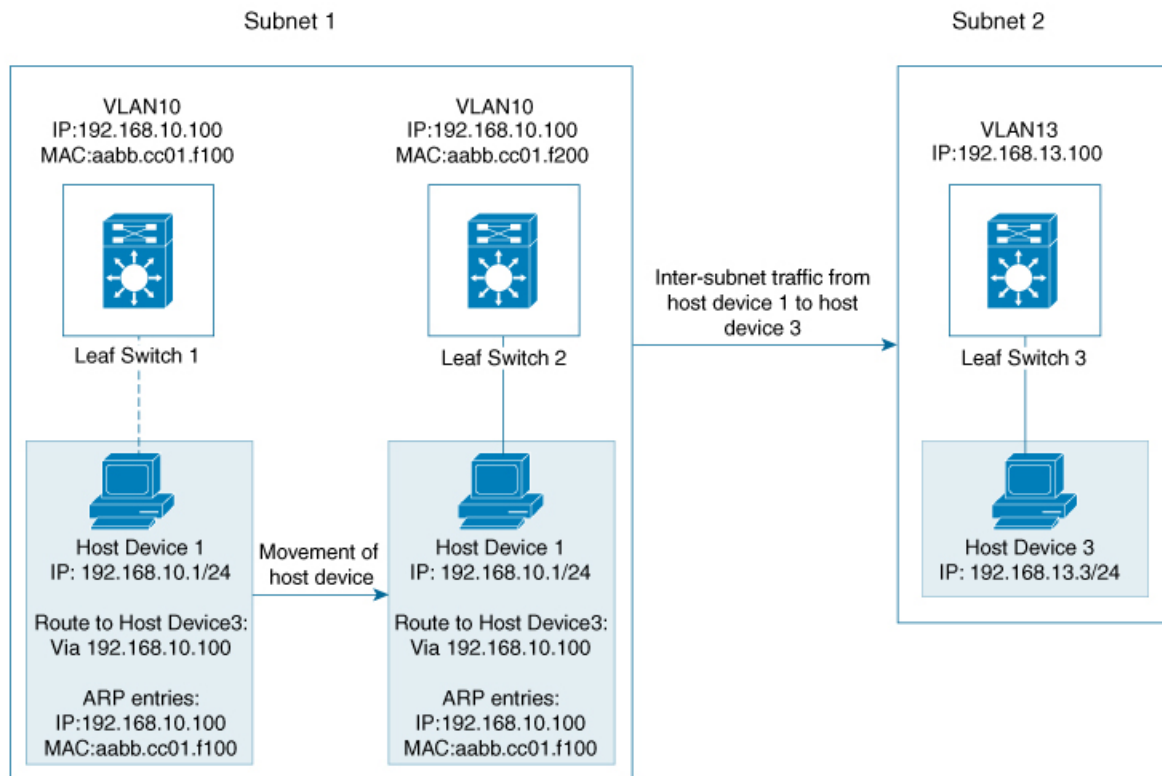 Subnet 1
Subnet 2
VLAN10
IP:192.168.10.100
MAC:aabb.cc01.f100
VLAN10
IP:192.168.10.100
MAC:aabb.cc01.f200
VLAN13
IP:192.168.13.100
Leaf Switch 1
Leaf Switch 2
Inter-subnet traffic from
host device 1 to host
device 3
Leaf Switch 3
Host Device 1
IP: 192.168.10.1/24
Route to Host Device3:
Via 192.168.10.100
ARP entries:
IP:192.168.10.100
MAC:aabb.cc01.f100
Movement of
host device
Host Device 1
IP: 192.168.10.1/24
Route to Host Device3:
Via 192.168.10.100
ARP entries:
IP:192.168.10.100
MAC:aabb.cc01.f100
Host Device 3
IP: 192.168.13.3/24